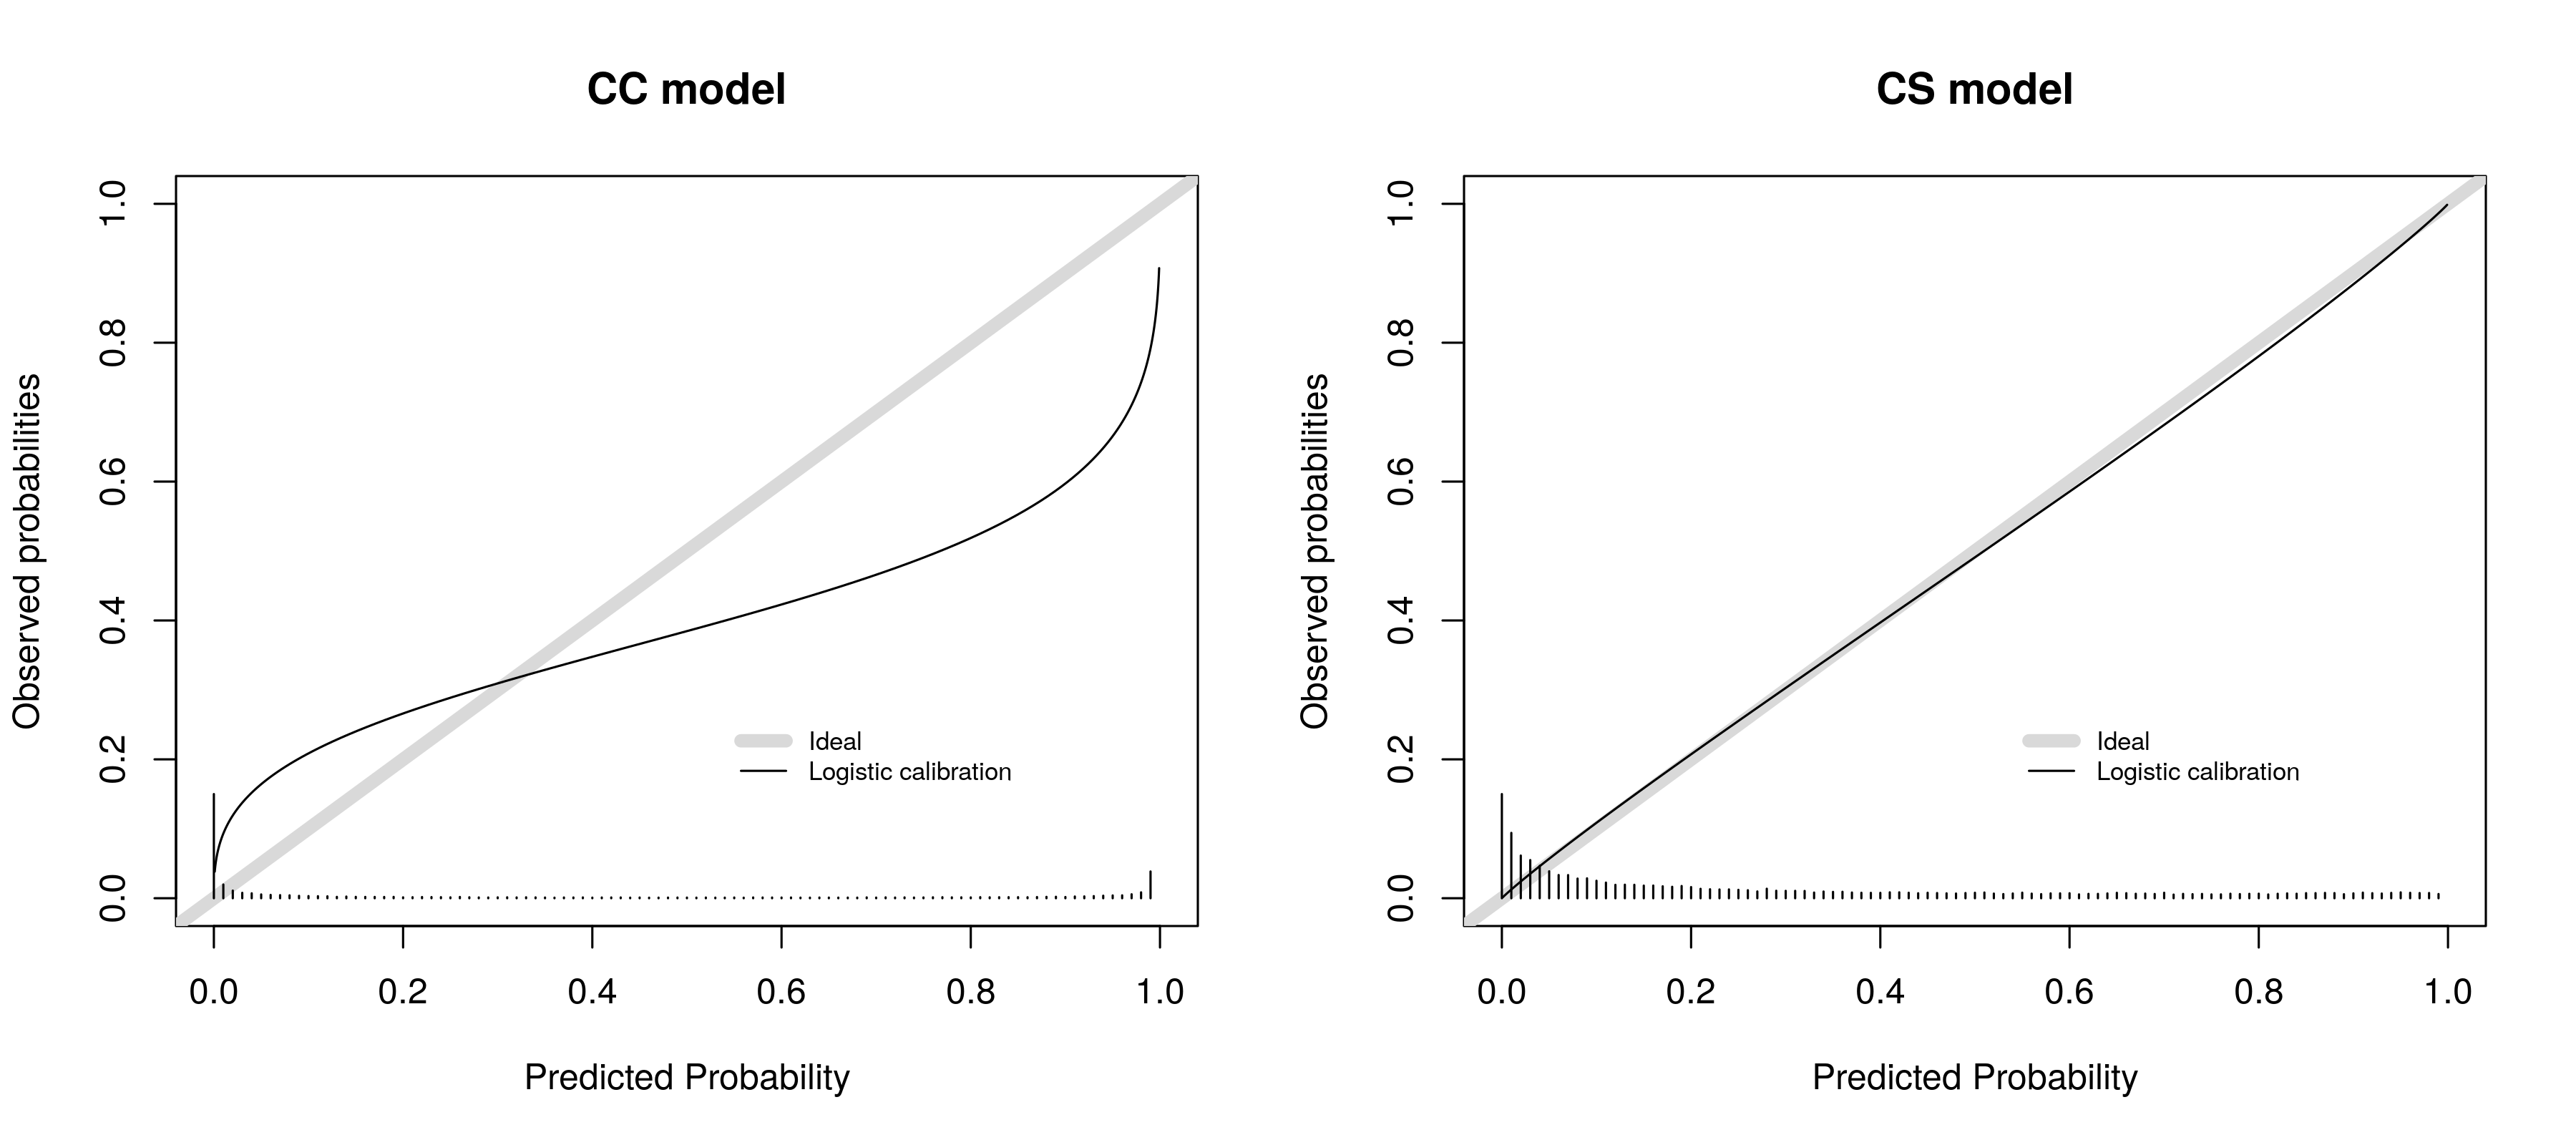 CC model
Observed probabilities
1.0
0.8
0.6
0.4
0.2
0.0
Ideal
Logistic calibration
0.0 0.2 0.4 0.6 0.8 1.0
Predicted Probability
CS model
Observed probabilities
1.0
0.8
0.6
0.4
0.2
0.0
Ideal
Logistic calibration
0.0 0.2 0.4 0.6 0.8 1.0
Predicted Probability